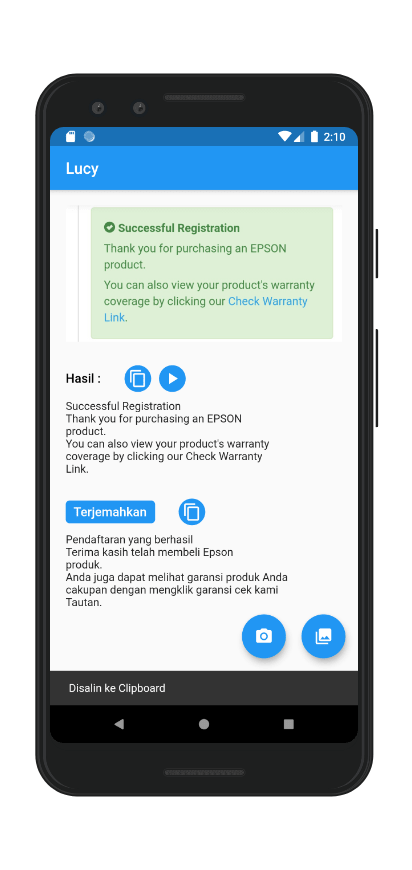 2:10
Lucy
Successful Registration
Thank you for purchasing an EPSON
product.
You can also view your product's warranty
coverage by clicking our Check Warranty
Link.
Hasil :
Successful Registration
Thank you for purchasing an EPSON
product.
You can also view your product's warranty
coverage by clicking our Check Warranty
Link.
Terjemahkan
Pendaftaran yang berhasil
Terima kasih telah membeli Epson
produk.
Anda juga dapat melihat garansi produk Anda
cakupan dengan mengklik garansi cek kami
Tautan.
Disalin ke Clipboard